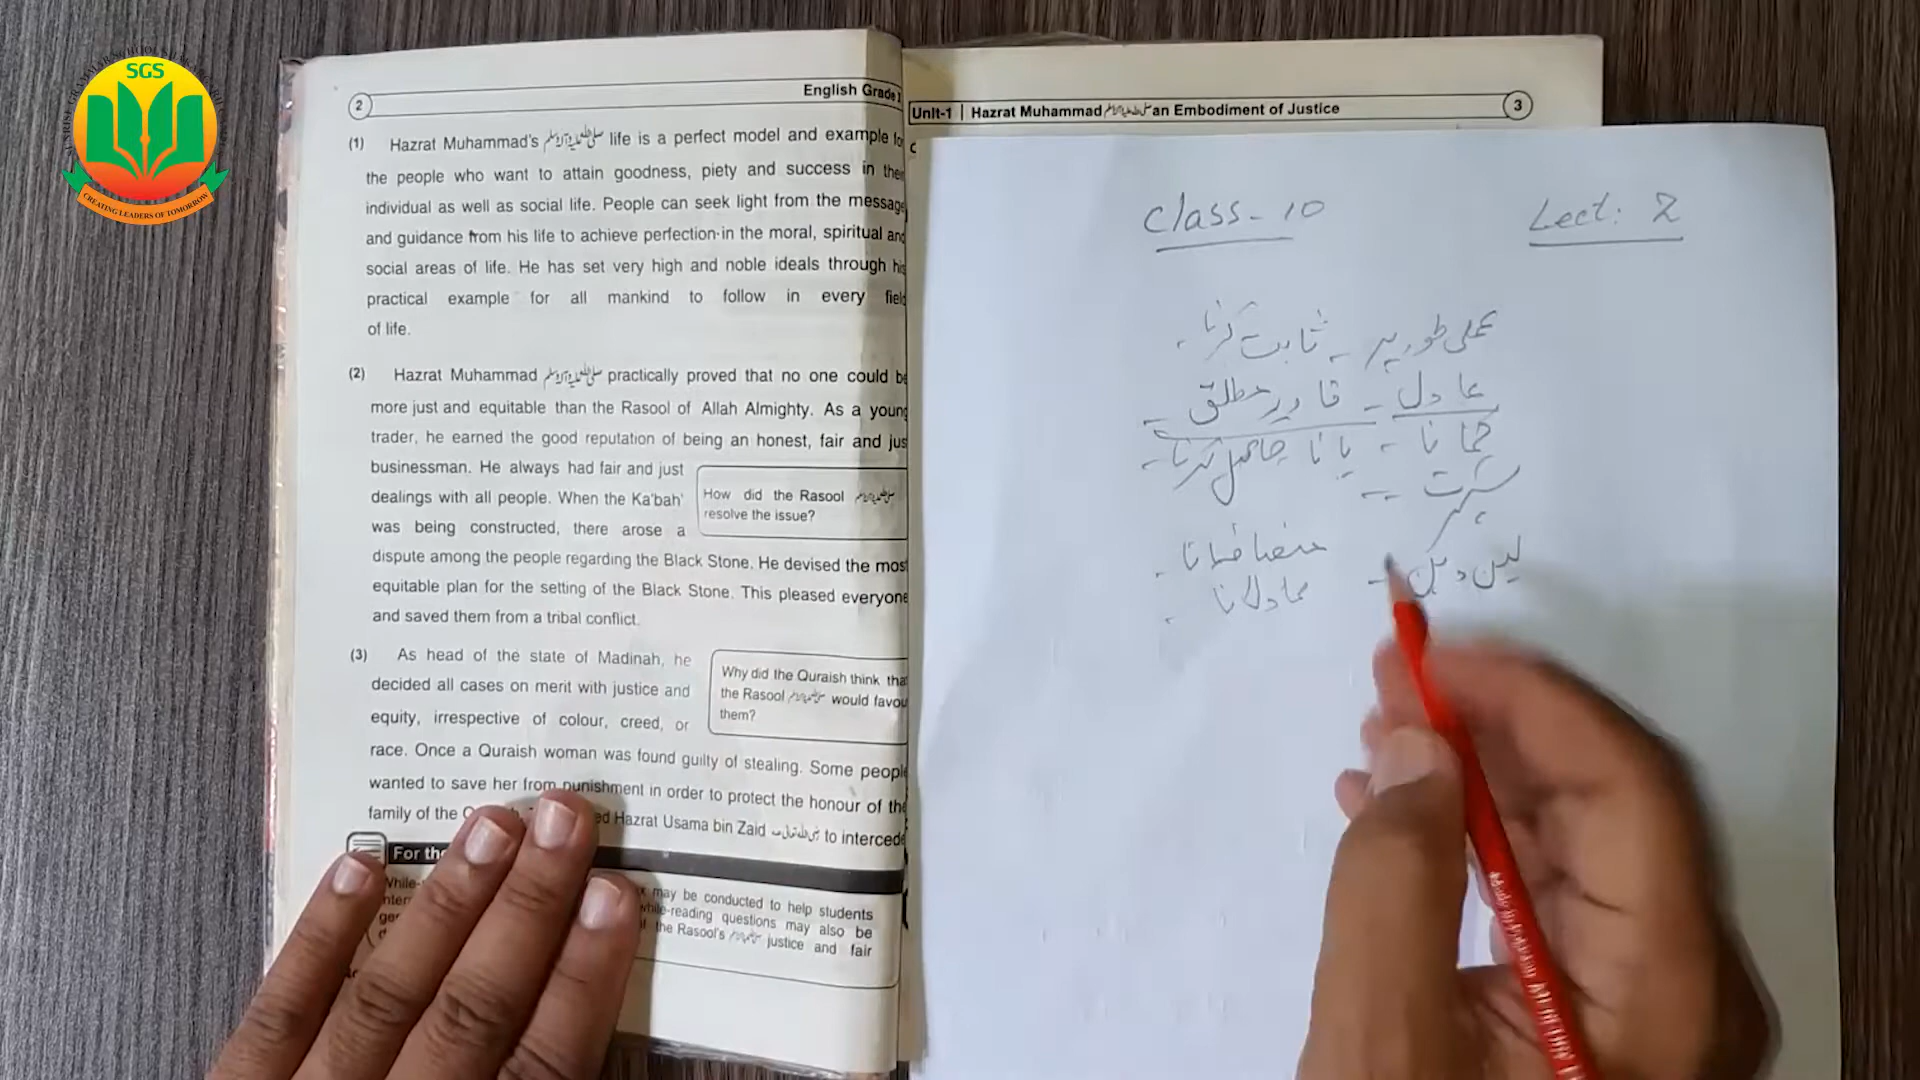 SGS
SUNRISE GRAMMAR SCHOOL
CREATING LEADERS OF TOMORROW
2
English Grade
(1) Hazrat Muhammad's ﷺ life is a perfect model and example for
the people who want to attain goodness, piety and success in their
individual as well as social life. People can seek light from the message
and guidance from his life to achieve perfection in the moral, spiritual and
social areas of life. He has set very high and noble ideals through his
practical example for all mankind to follow in every field
of life.
(2) Hazrat Muhammad ﷺ practically proved that no one could be
more just and equitable than the Rasool of Allah Almighty. As a young
trader, he earned the good reputation of being an honest, fair and jus
businessman. He always had fair and just
dealings with all people. When the Ka'bah
was being constructed, there arose a
dispute among the people regarding the Black Stone. He devised the most
equitable plan for the setting of the Black Stone. This pleased everyone
and saved them from a tribal conflict.
How did the Rasool ﷺ
resolve the issue?
(3) As head of the state of Madinah, he
decided all cases on merit with justice and
equity, irrespective of colour, creed, or
race. Once a Quraish woman was found guilty of stealing. Some people
wanted to save her from punishment in order to protect the honour of the
family of the Hazrat Usama bin Zaid to intercede
Why did the Quraish think tha
the Rasool ﷺ would favou
them?
For the
may be conducted to help students
while-reading questions may also be
the Rasool's ﷺ justice and fair
Unit-1 | Hazrat Muhammad ﷺ an Embodiment of Justice
3
Class - 10
Lect: 2
عملی طور پر - ثابت کرنا -
عادل - قادر مطلق -
کمانا - پانا حاصل کرنا -
شہرت -
لین دین - منصفانا -
عادلانا -